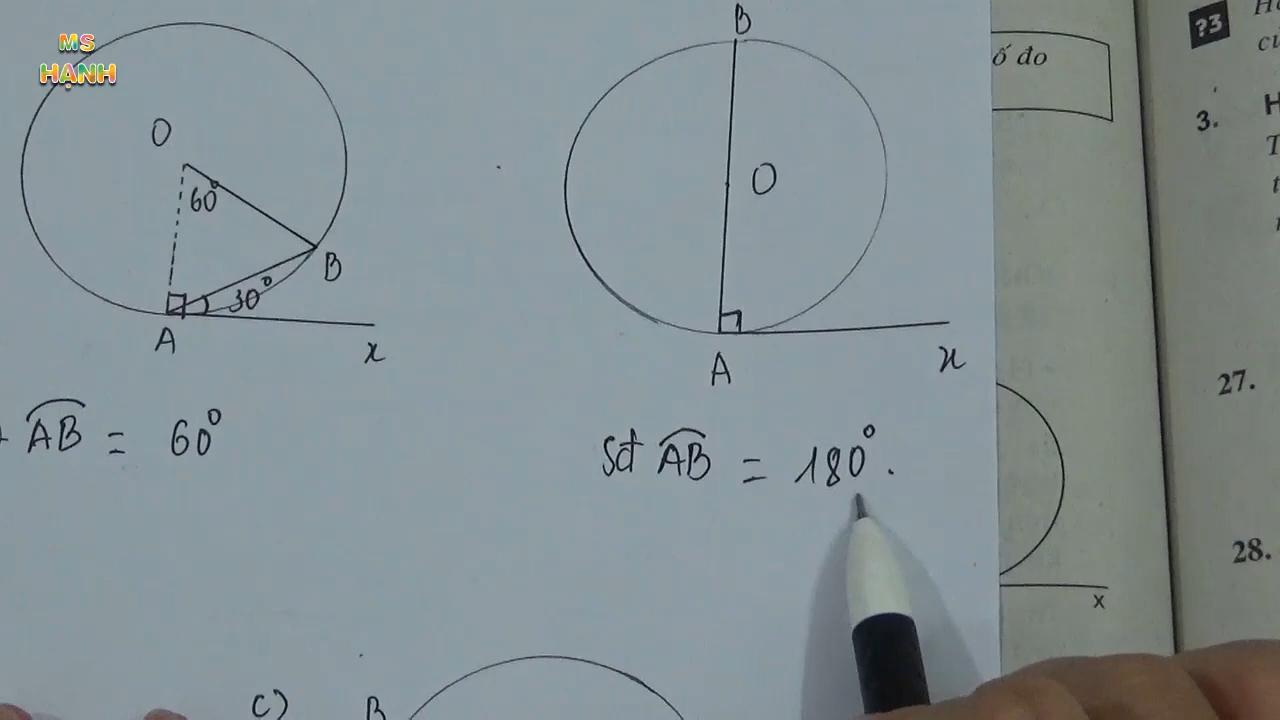 MS
HẠNH
O
60°
B
30°
A
x
AB = 60°
B
O
A
x
Sđ AB = 180°.
C)
B
ố đo
x
?3
3.
27.
28.